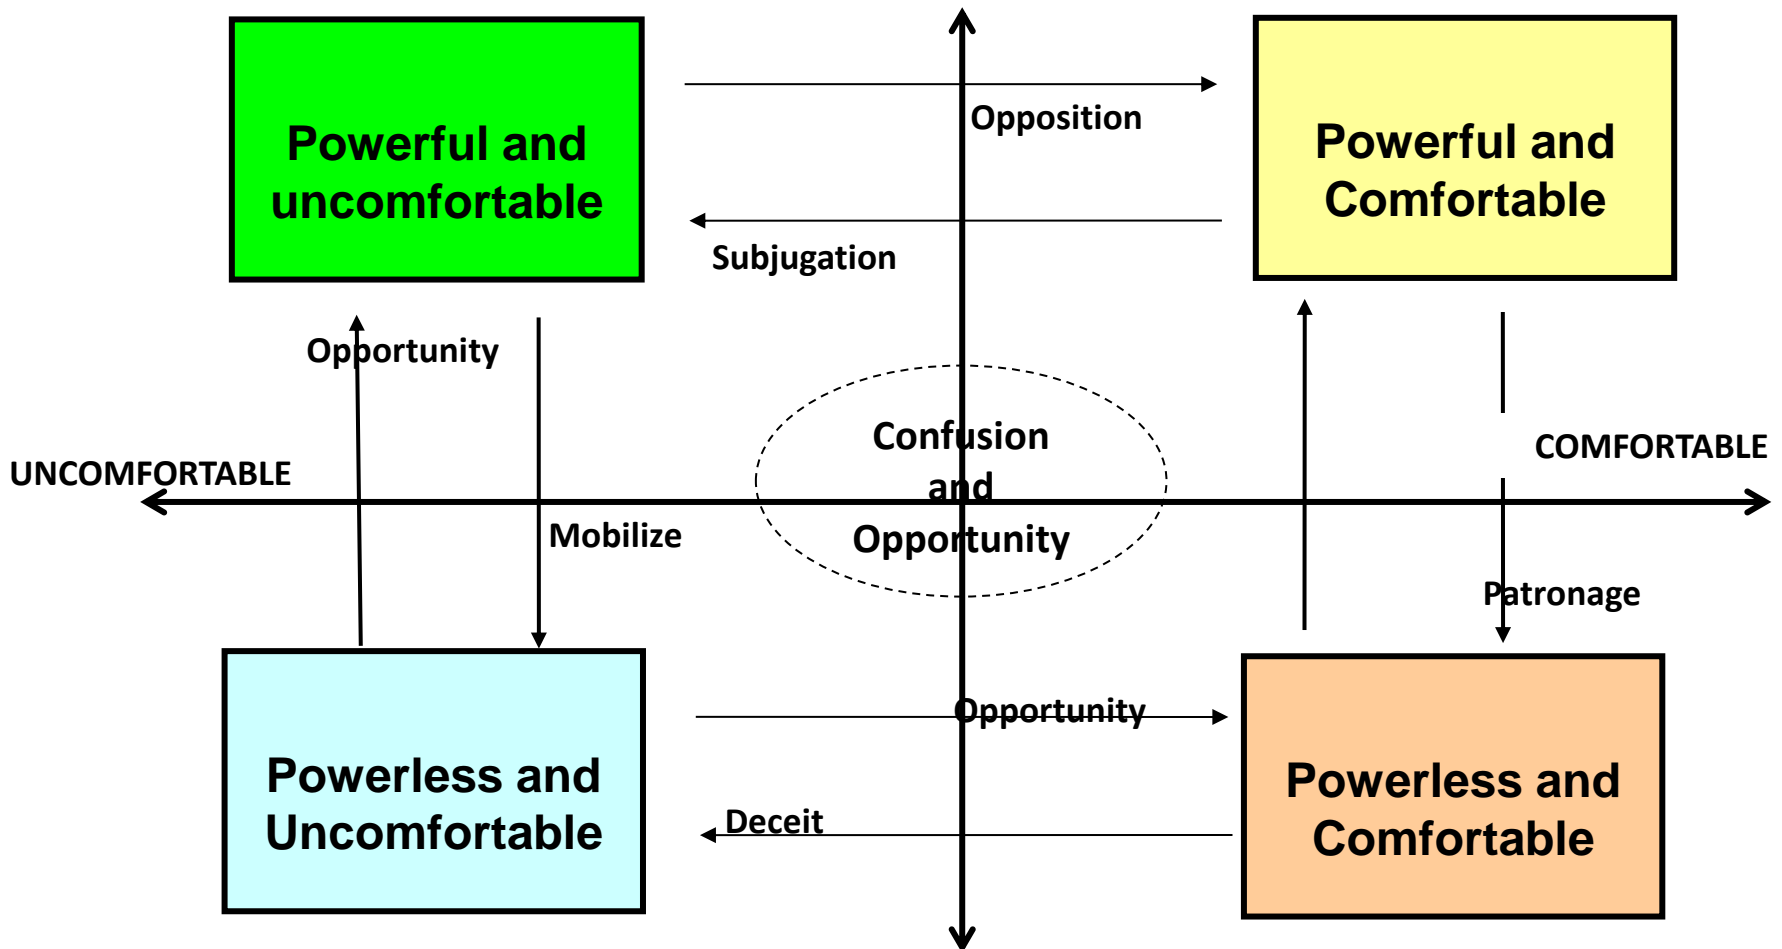 Powerful and
uncomfortable
Opposition
Subjugation
Powerful and
Comfortable
Opportunity
Confusion
and
Opportunity
UNCOMFORTABLE
COMFORTABLE
Mobilize
Patronage
Powerless and
Uncomfortable
Opportunity
Deceit
Powerless and
Comfortable